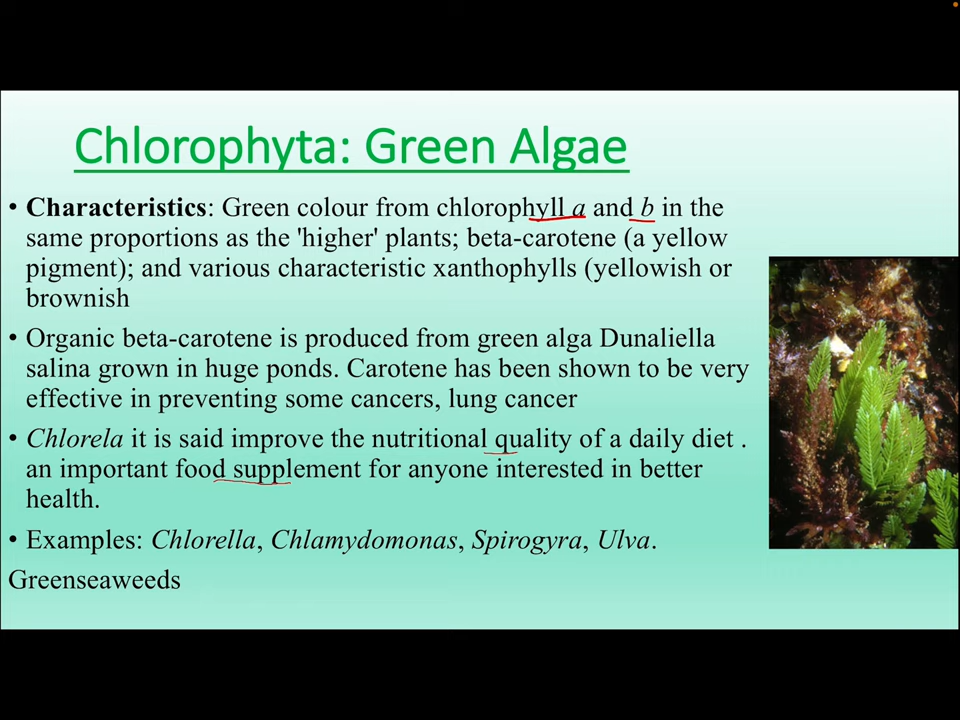 Chlorophyta: Green Algae
• Characteristics: Green colour from chlorophyll a and b in the
same proportions as the 'higher' plants; beta-carotene (a yellow
pigment); and various characteristic xanthophylls (yellowish or
brownish
• Organic beta-carotene is produced from green alga Dunaliella
salina grown in huge ponds. Carotene has been shown to be very
effective in preventing some cancers, lung cancer
• Chlorela it is said improve the nutritional quality of a daily diet .
an important food supplement for anyone interested in better
health.
• Examples: Chlorella, Chlamydomonas, Spirogyra, Ulva.
Greenseaweeds